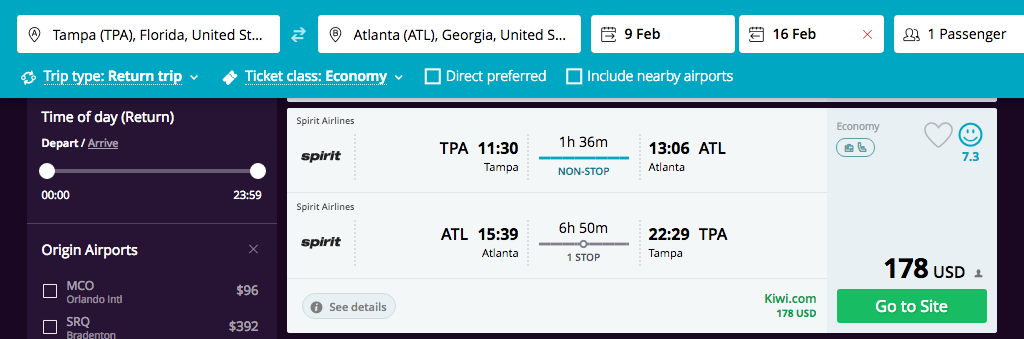 Tampa (TPA), Florida, United St...
Atlanta (ATL), Georgia, United S...
9 Feb
16 Feb
1 Passenger
Trip type: Return trip
Ticket class: Economy
Direct preferred
Include nearby airports
Time of day (Return)
Depart / Arrive
00:00
23:59
Origin Airports
MCO
Orlando Intl
$96
SRQ
Bradenton
$392
Spirit Airlines
spirit
TPA 11:30
Tampa
1h 36m
NON-STOP
13:06 ATL
Atlanta
Spirit Airlines
spirit
ATL 15:39
Atlanta
6h 50m
1 STOP
22:29 TPA
Tampa
See details
Kiwi.com
178 USD
Economy
7.3
178 USD
Go to Site